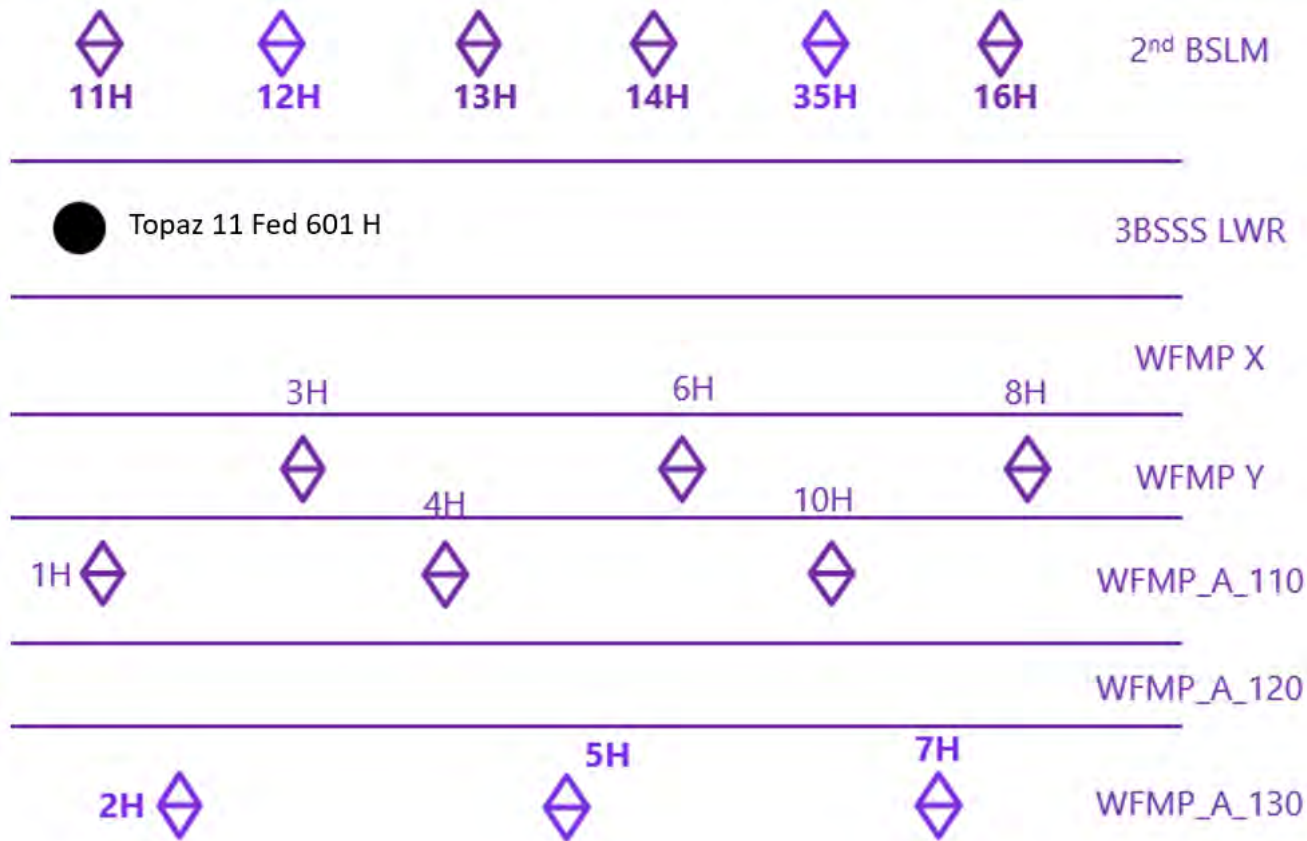 2nd BSLM
11H 12H 13H 14H 35H 16H
Topaz 11 Fed 601 H
3BSSS LWR
WFMP X
3H 6H 8H
WFMP Y
4H 10H
1H
WFMP_A_110
WFMP_A_120
5H 7H
2H
WFMP_A_130